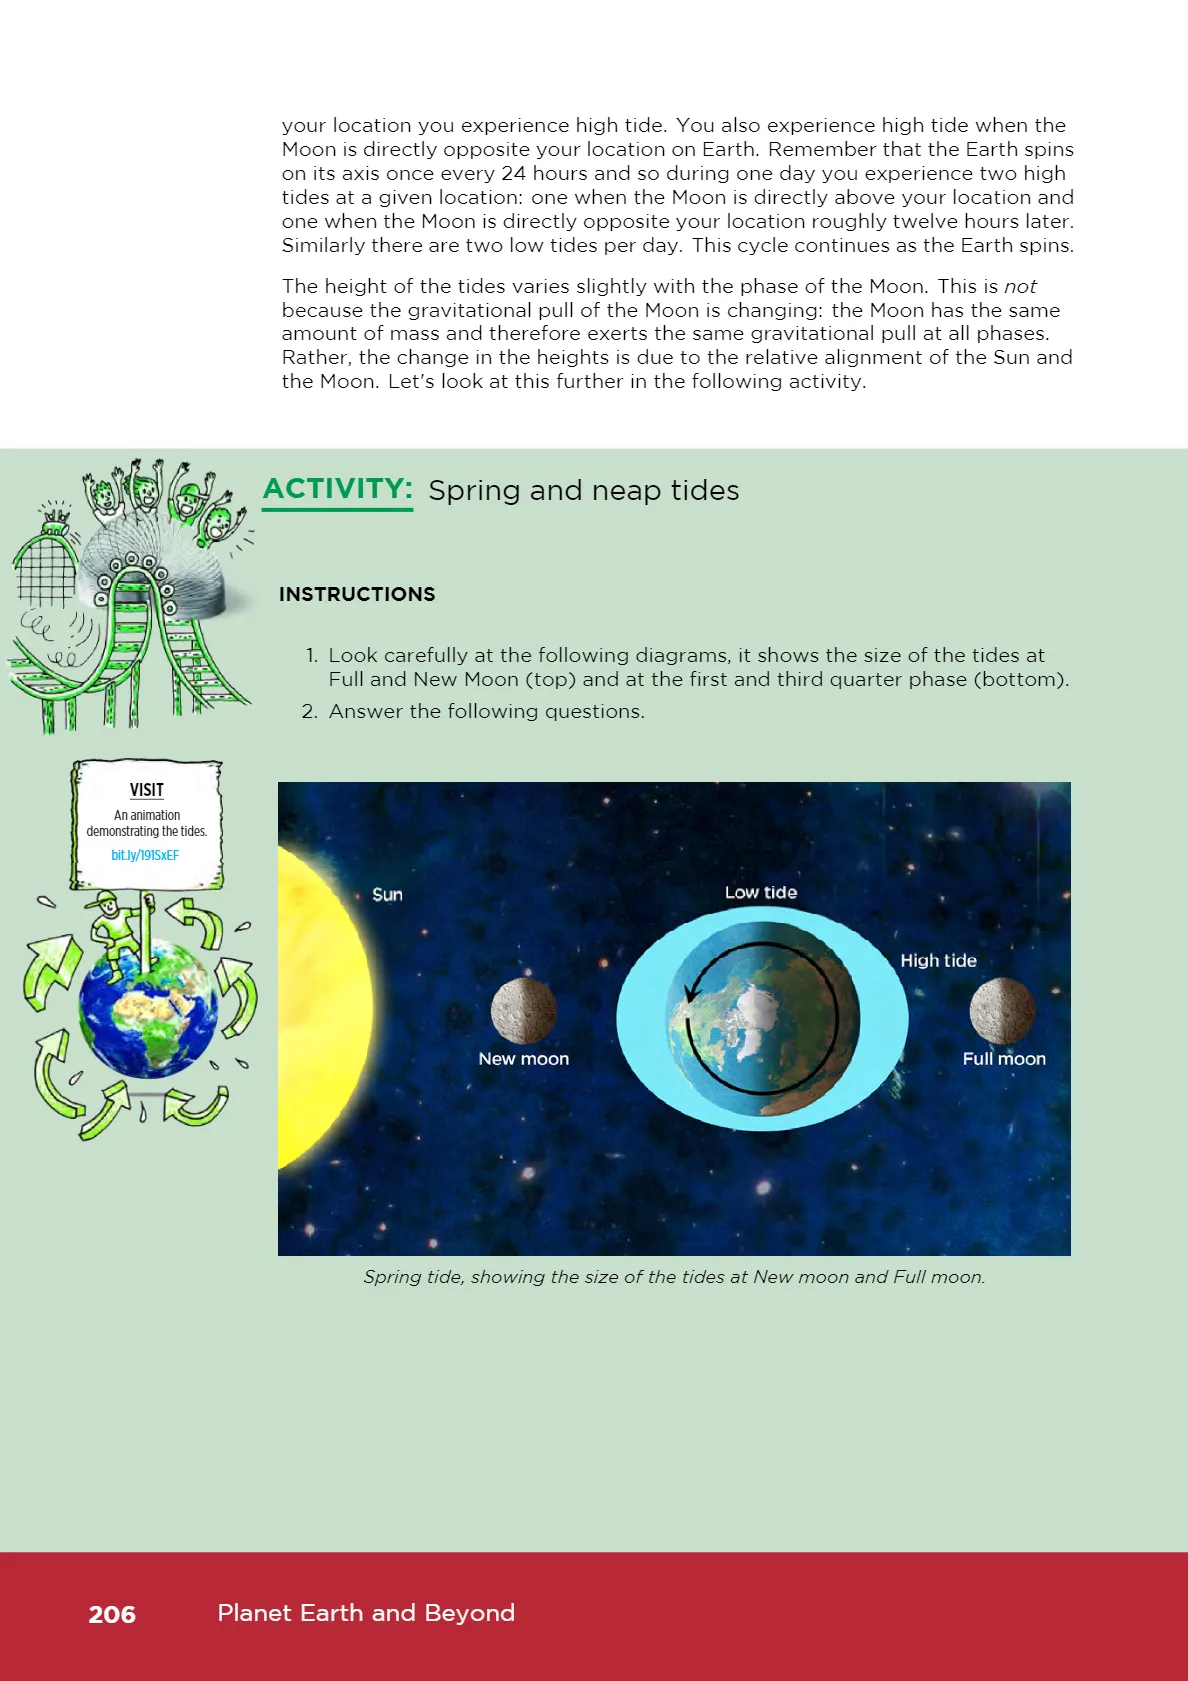 your location you experience high tide. You also experience high tide when the
Moon is directly opposite your location on Earth. Remember that the Earth spins
on its axis once every 24 hours and so during one day you experience two high
tides at a given location: one when the Moon is directly above your location and
one when the Moon is directly opposite your location roughly twelve hours later.
Similarly there are two low tides per day. This cycle continues as the Earth spins.
The height of the tides varies slightly with the phase of the Moon. This is not
because the gravitational pull of the Moon is changing: the Moon has the same
amount of mass and therefore exerts the same gravitational pull at all phases.
Rather, the change in the heights is due to the relative alignment of the Sun and
the Moon. Let's look at this further in the following activity.
ACTIVITY: Spring and neap tides
INSTRUCTIONS
1. Look carefully at the following diagrams, it shows the size of the tides at
Full and New Moon (top) and at the first and third quarter phase (bottom).
2. Answer the following questions.
VISIT
An animation
demonstrating the tides.
bit.ly/191SxEF
Sun
Low tide
High tide
New moon
Full moon
Spring tide, showing the size of the tides at New moon and Full moon.
206 Planet Earth and Beyond